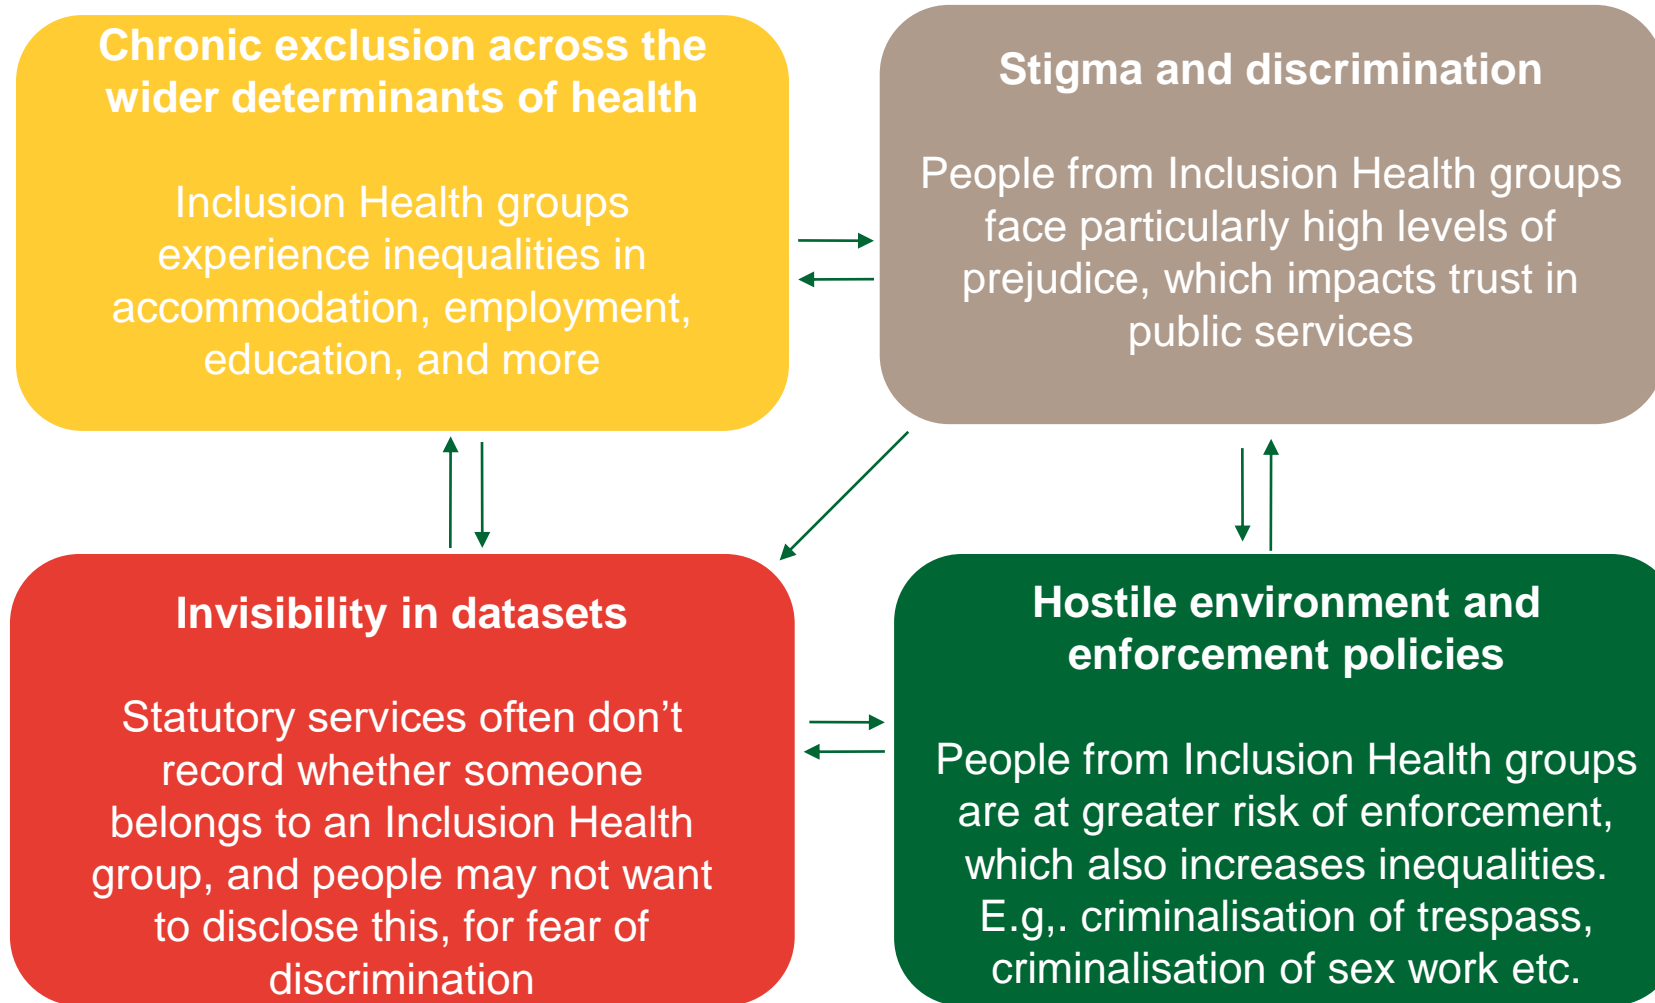 Chronic exclusion across the
wider determinants of health
Inclusion Health groups
experience inequalities in
accommodation, employment,
education, and more
Stigma and discrimination
People from Inclusion Health groups
face particularly high levels of
prejudice, which impacts trust in
public services
Invisibility in datasets
Statutory services often don’t
record whether someone
belongs to an Inclusion Health
group, and people may not want
to disclose this, for fear of
discrimination
Hostile environment and
enforcement policies
People from Inclusion Health groups
are at greater risk of enforcement,
which also increases inequalities.
E.g,. criminalisation of trespass,
criminalisation of sex work etc.